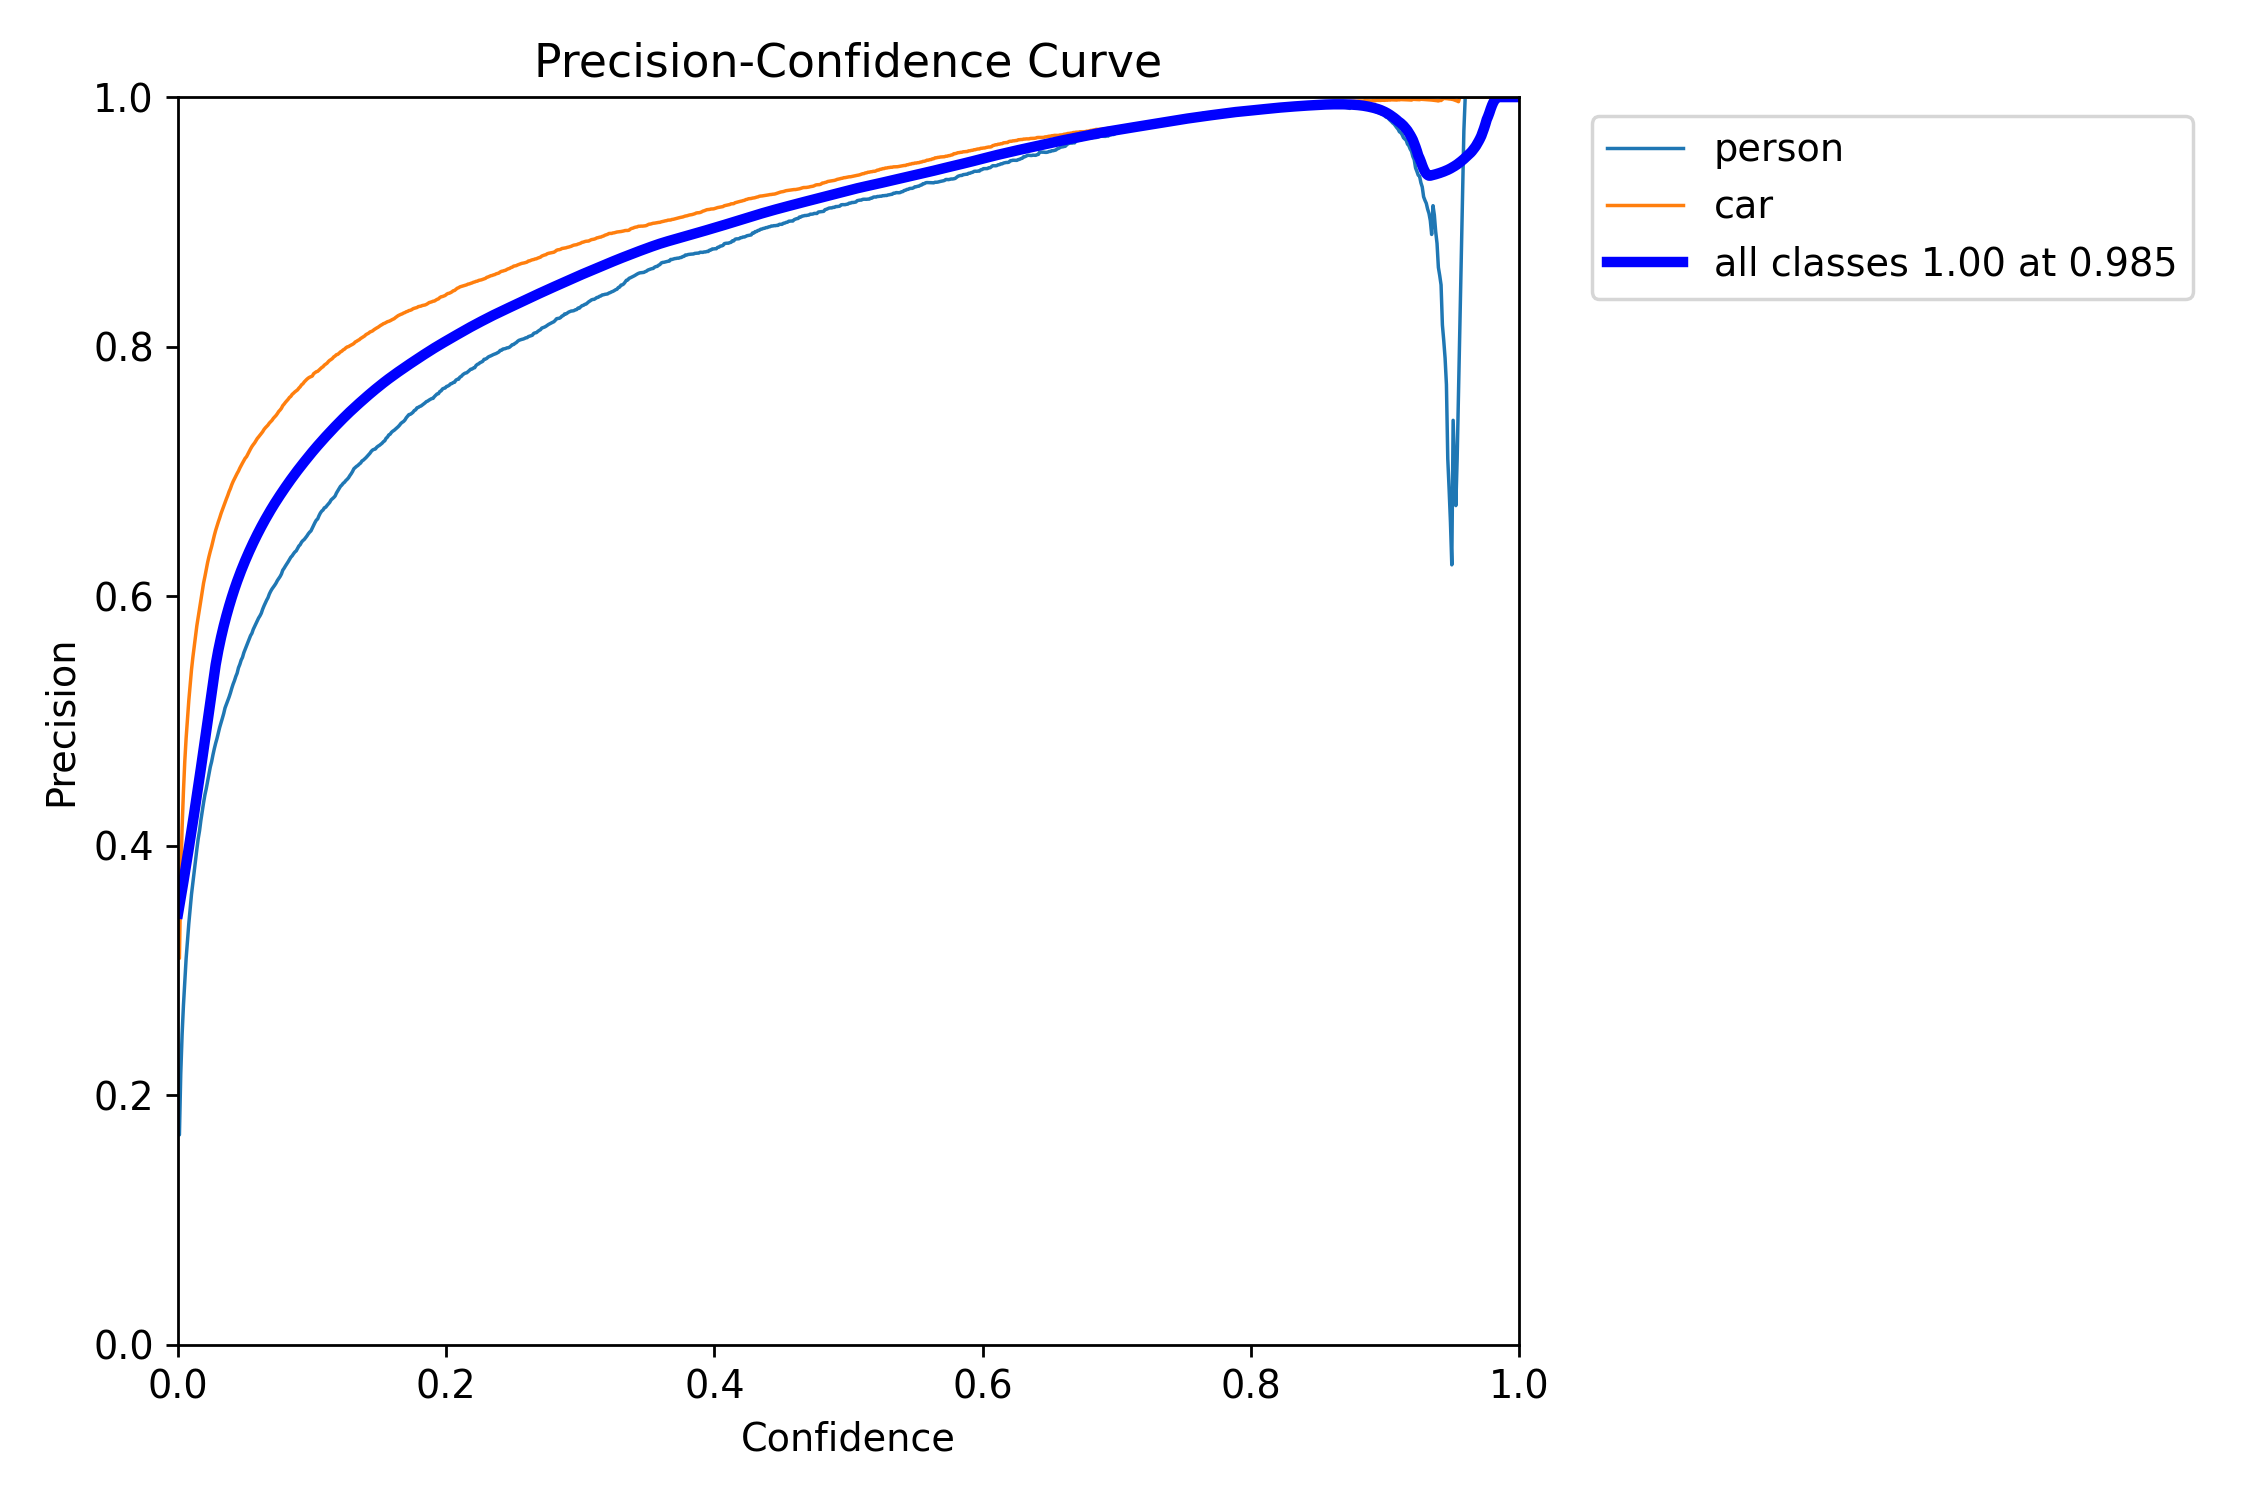 Precision-Confidence Curve
person
car
all classes 1.00 at 0.985
Precision
1.0
0.8
0.6
0.4
0.2
0.0
0.0 0.2 0.4 0.6 0.8 1.0
Confidence